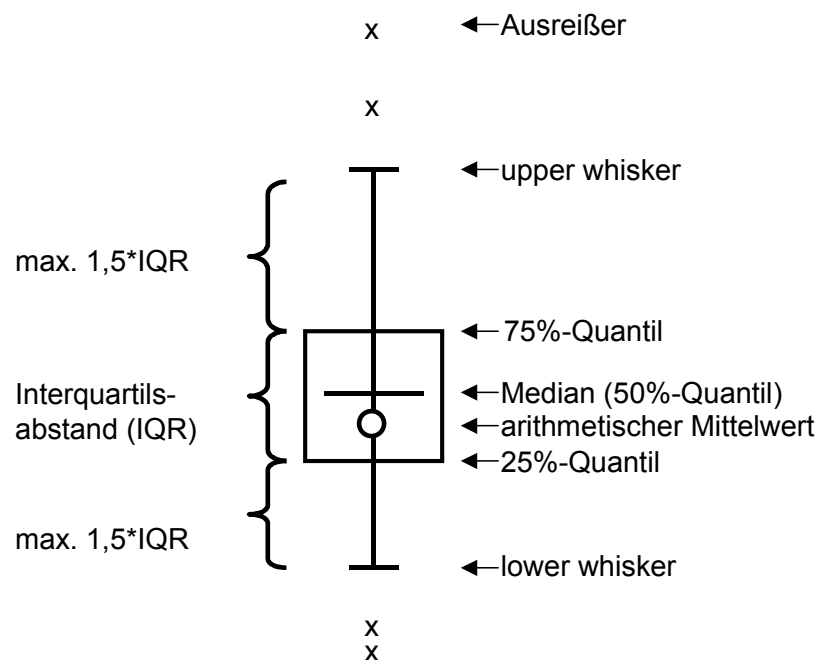 x
Ausreißer
x
upper whisker
max. 1,5*IQR
75%-Quantil
Interquartils-
abstand (IQR)
Median (50%-Quantil)
arithmetischer Mittelwert
25%-Quantil
max. 1,5*IQR
lower whisker
x
x